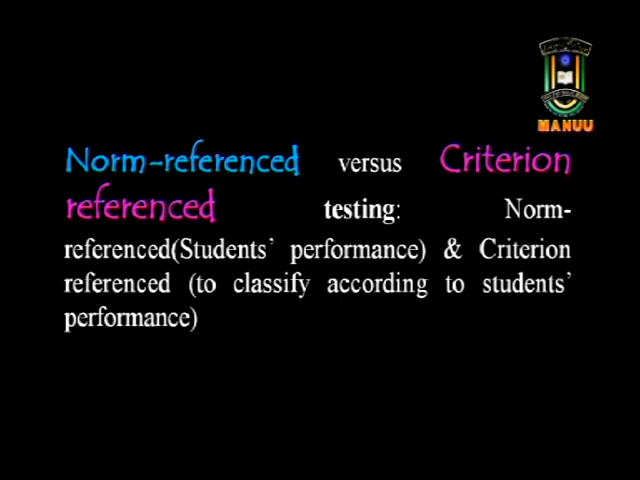 MANUU
Norm-referenced versus Criterion
referenced testing: Norm-
referenced(Students' performance) & Criterion
referenced (to classify according to students'
performance)